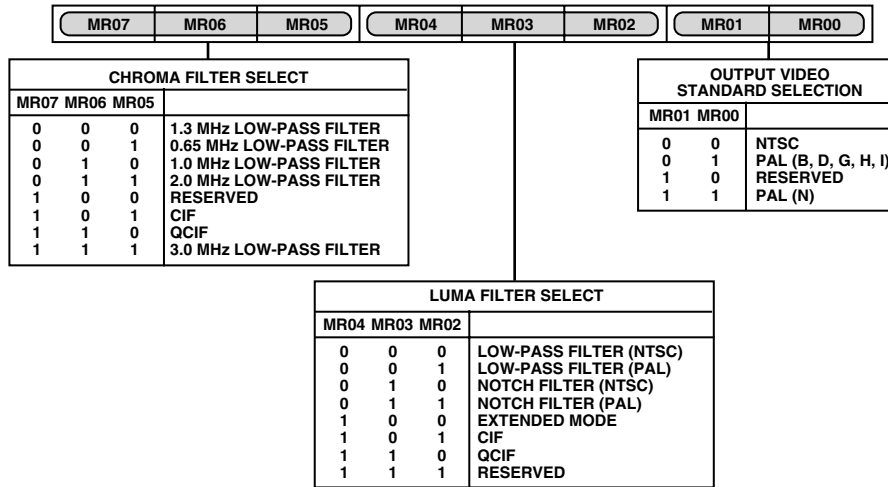 MR07 MR06 MR05 MR04 MR03 MR02 MR01 MR00
CHROMA FILTER SELECT
MR07 MR06 MR05
0 0 0 1.3 MHz LOW-PASS FILTER
0 0 1 0.65 MHz LOW-PASS FILTER
0 1 0 1.0 MHz LOW-PASS FILTER
0 1 1 2.0 MHz LOW-PASS FILTER
1 0 0 RESERVED
1 0 1 CIF
1 1 0 QCIF
1 1 1 3.0 MHz LOW-PASS FILTER
OUTPUT VIDEO
STANDARD SELECTION
MR01 MR00
0 0 NTSC
0 1 PAL (B, D, G, H, I)
1 0 RESERVED
1 1 PAL (N)
LUMA FILTER SELECT
MR04 MR03 MR02
0 0 0 LOW-PASS FILTER (NTSC)
0 0 1 LOW-PASS FILTER (PAL)
0 1 0 NOTCH FILTER (NTSC)
0 1 1 NOTCH FILTER (PAL)
1 0 0 EXTENDED MODE
1 0 1 CIF
1 1 0 QCIF
1 1 1 RESERVED